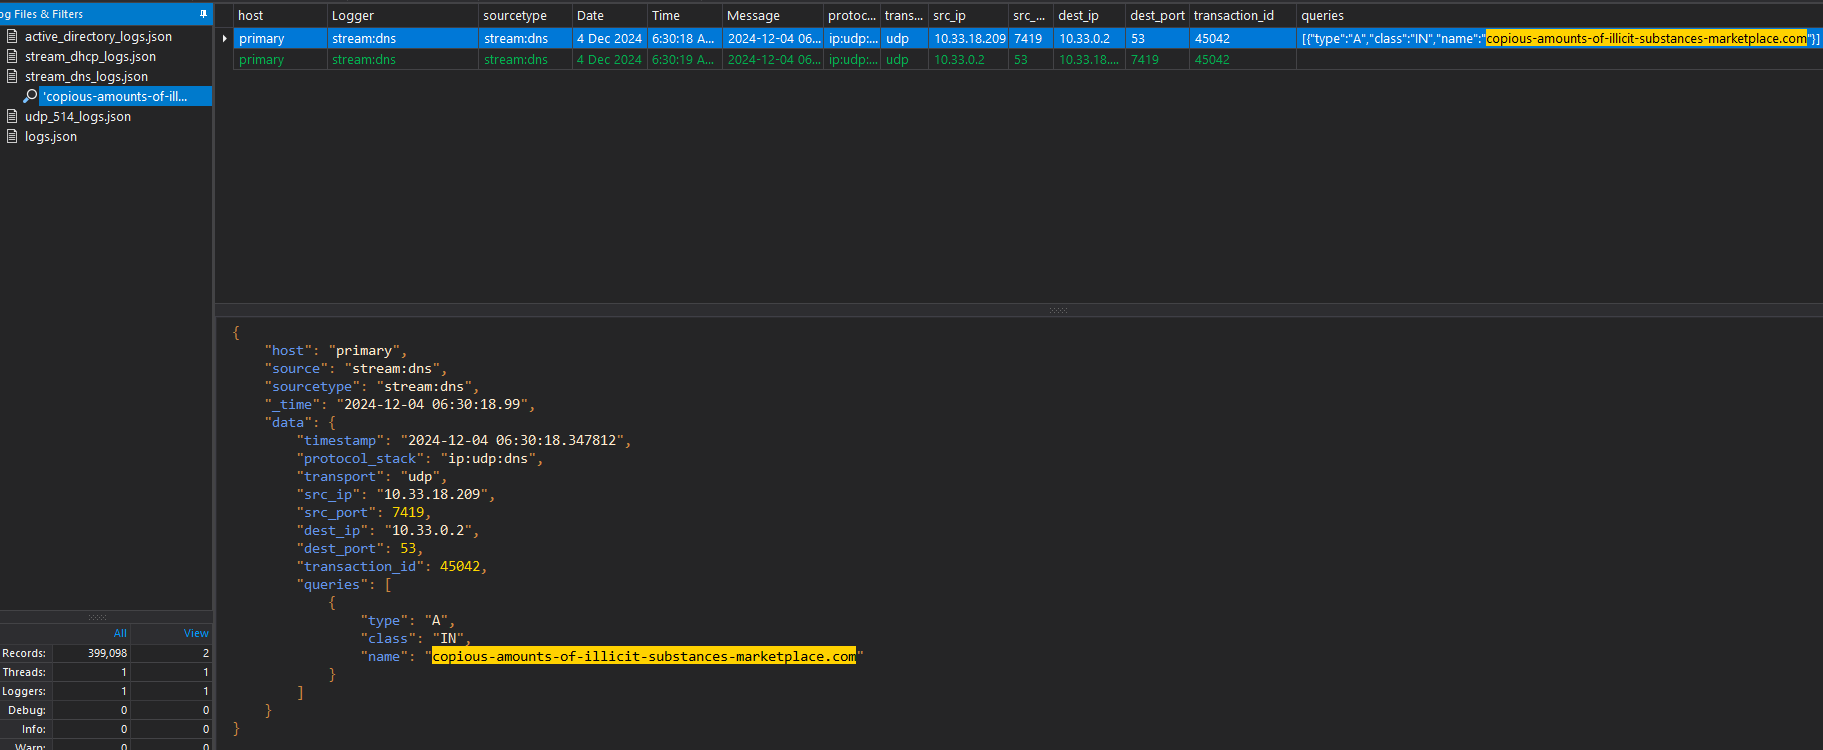 og Files & Filters
active_directory_logs.json
stream_dhcp_logs.json
stream_dns_logs.json
'copious-amounts-of-ill...
udp_514_logs.json
logs.json
host Logger sourcetype Date Time Message protoc... trans... src_ip src_... dest_ip dest_port transaction_id queries
primary stream:dns stream:dns 4 Dec 2024 6:30:18 A... 2024-12-04 06... ip:udp:... udp 10.33.18.209 7419 10.33.0.2 53 45042 [{"type":"A","class":"IN","name":"copious-amounts-of-illicit-substances-marketplace.com"}]
primary stream:dns stream:dns 4 Dec 2024 6:30:19 A... 2024-12-04 06... ip:udp:... udp 10.33.0.2 53 10.33.18.... 7419 45042
{
"host": "primary",
"source": "stream:dns",
"sourcetype": "stream:dns",
"_time": "2024-12-04 06:30:18.99",
"data": {
"timestamp": "2024-12-04 06:30:18.347812",
"protocol_stack": "ip:udp:dns",
"transport": "udp",
"src_ip": "10.33.18.209",
"src_port": 7419,
"dest_ip": "10.33.0.2",
"dest_port": 53,
"transaction_id": 45042,
"queries": [
{
"type": "A",
"class": "IN",
"name": "copious-amounts-of-illicit-substances-marketplace.com"
}
]
}
}
All View
Records: 399,098 2
Threads: 1 1
Loggers: 1 1
Debug: 0 0
Info: 0 0
Warn: 0 0